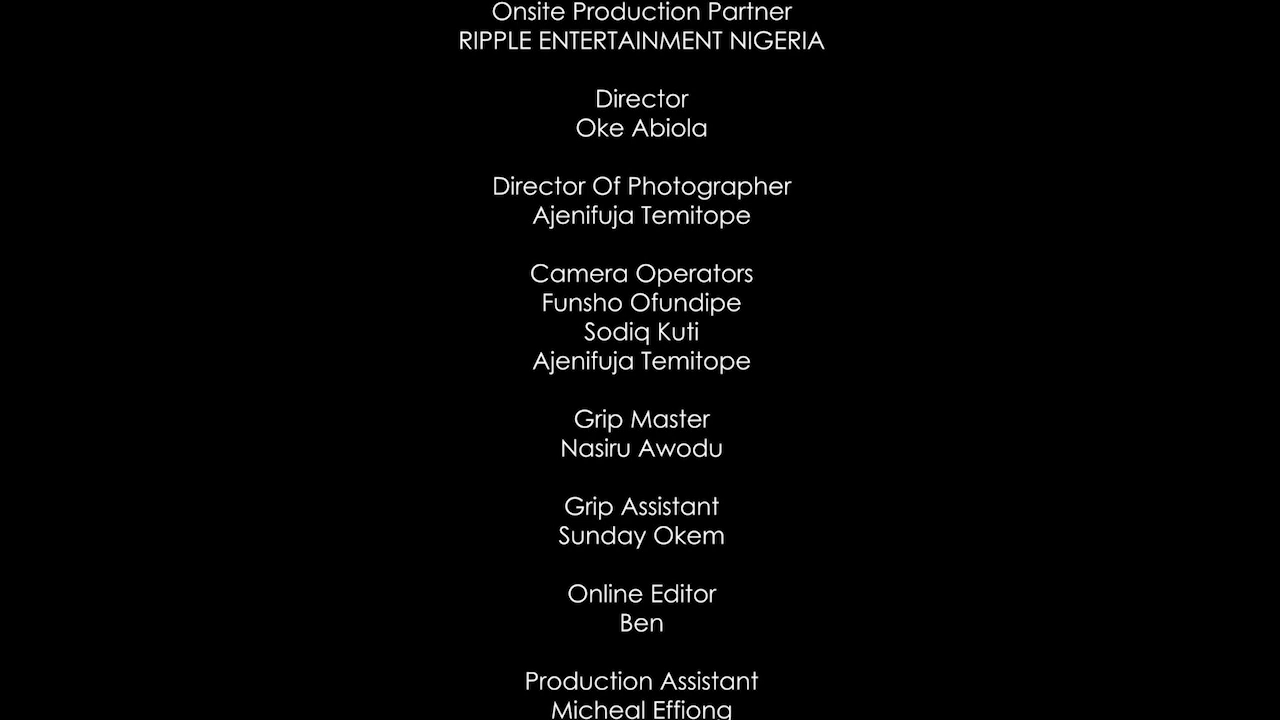 Onsite Production Partner
RIPPLE ENTERTAINMENT NIGERIA
Director
Oke Abiola
Director Of Photographer
Ajenifuja Temitope
Camera Operators
Funsho Ofundipe
Sodiq Kuti
Ajenifuja Temitope
Grip Master
Nasiru Awodu
Grip Assistant
Sunday Okem
Online Editor
Ben
Production Assistant
Micheal Effiong